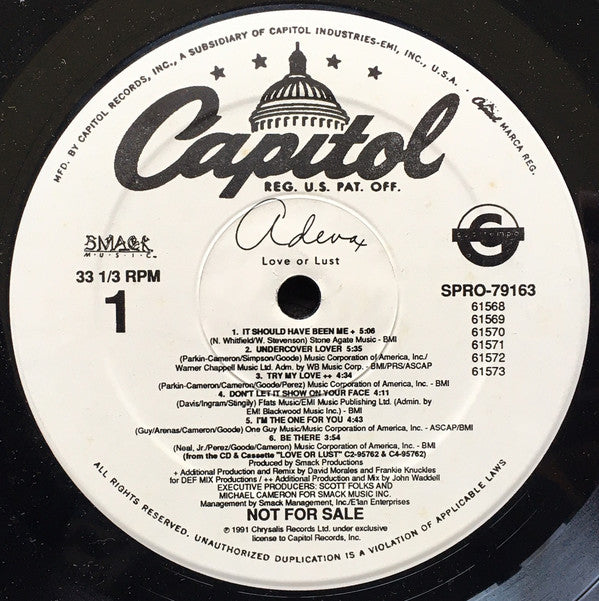 MFD. BY CAPITOL RECORDS, INC., A SUBSIDIARY OF CAPITOL INDUSTRIES-EMI, INC., U.S.A. · Capitol MARCA REG.
Capitol
REG. U.S. PAT. OFF.
Adeva
Love or Lust
SMACK
MUSIC
33 1/3 RPM
1
SPRO-79163
61568
61569
61570
61571
61572
61573
1. IT SHOULD HAVE BEEN ME + 5:06
(N. Whitfield/W. Stevenson) Stone Agate Music - BMI
2. UNDERCOVER LOVER 5:35
(Parkin-Cameron/Simpson/Goode) Music Corporation of America, Inc./
Warner Chappell Music Ltd. Adm. by WB Music Corp. - BMI/PRS/ASCAP
3. TRY MY LOVE ++ 4:34
(Parkin-Cameron/Cameron/Goode/Perez) Music Corporation of America, Inc. - BMI
4. DON'T LET IT SHOW ON YOUR FACE 4:11
(Davis/Ingram/Stingily) Ffats Music/EMI Music Publishing Ltd. (Admin. by
EMI Blackwood Music Inc.) - BMI
5. I'M THE ONE FOR YOU 4:43
(Guy/Arenas/Cameron/Goode) One Guy Music/Music Corporation of America, Inc. - ASCAP/BMI
6. BE THERE 3:54
(Neal, Jr./Perez/Goode/Cameron) Music Corporation of America, Inc. - BMI
(from the CD & Cassette "LOVE OR LUST" C2-95762 & C4-95762)
Produced by Smack Productions
+ Additional Production and Remix by David Morales and Frankie Knuckles
for DEF MIX Productions / ++ Additional Production and Mix by John Waddell
EXECUTIVE PRODUCERS: SCOTT FOLKS AND
MICHAEL CAMERON FOR SMACK MUSIC INC.
Management by Smack Management, Inc./E'lan Enterprises
NOT FOR SALE
℗ 1991 Chrysalis Records Ltd. under exclusive
license to Capitol Records, Inc.
ALL RIGHTS RESERVED. UNAUTHORIZED DUPLICATION IS A VIOLATION OF APPLICABLE LAWS